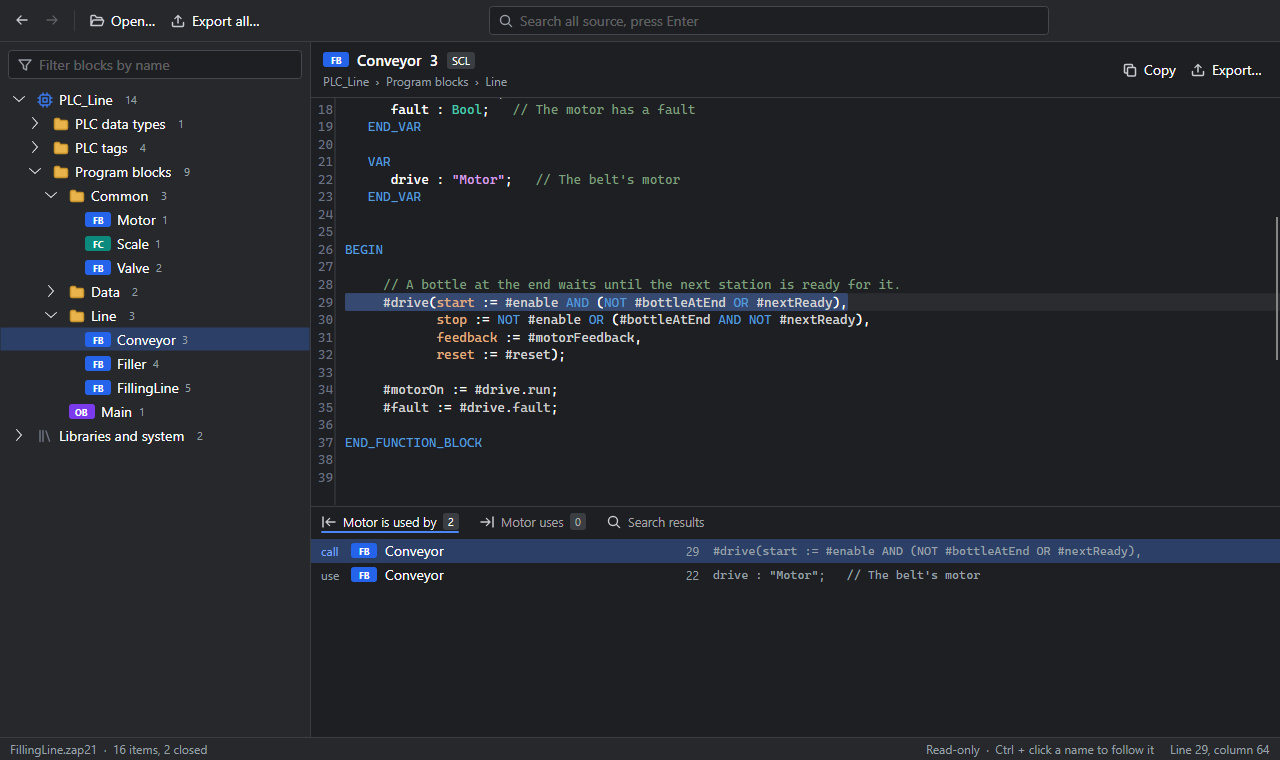 Open...
Export all...
Search all source, press Enter
Filter blocks by name
PLC_Line 14
PLC data types 1
PLC tags 4
Program blocks 9
Common 3
FB Motor 1
FC Scale 1
FB Valve 2
Data 2
Line 3
FB Conveyor 3
FB Filler 4
FB FillingLine 5
OB Main 1
Libraries and system 2
FB Conveyor 3 SCL
PLC_Line › Program blocks › Line
Copy
Export...
18 fault : Bool; // The motor has a fault
19 END_VAR
20
21 VAR
22 drive : "Motor"; // The belt's motor
23 END_VAR
24
25
26 BEGIN
27
28 // A bottle at the end waits until the next station is ready for it.
29 #drive(start := #enable AND (NOT #bottleAtEnd OR #nextReady),
30 stop := NOT #enable OR (#bottleAtEnd AND NOT #nextReady),
31 feedback := #motorFeedback,
32 reset := #reset);
33
34 #motorOn := #drive.run;
35 #fault := #drive.fault;
36
37 END_FUNCTION_BLOCK
38
39
Motor is used by 2
Motor uses 0
Search results
call FB Conveyor 29 #drive(start := #enable AND (NOT #bottleAtEnd OR #nextReady),
use FB Conveyor 22 drive : "Motor"; // The belt's motor
FillingLine.zap21 · 16 items, 2 closed
Read-only · Ctrl + click a name to follow it
Line 29, column 64